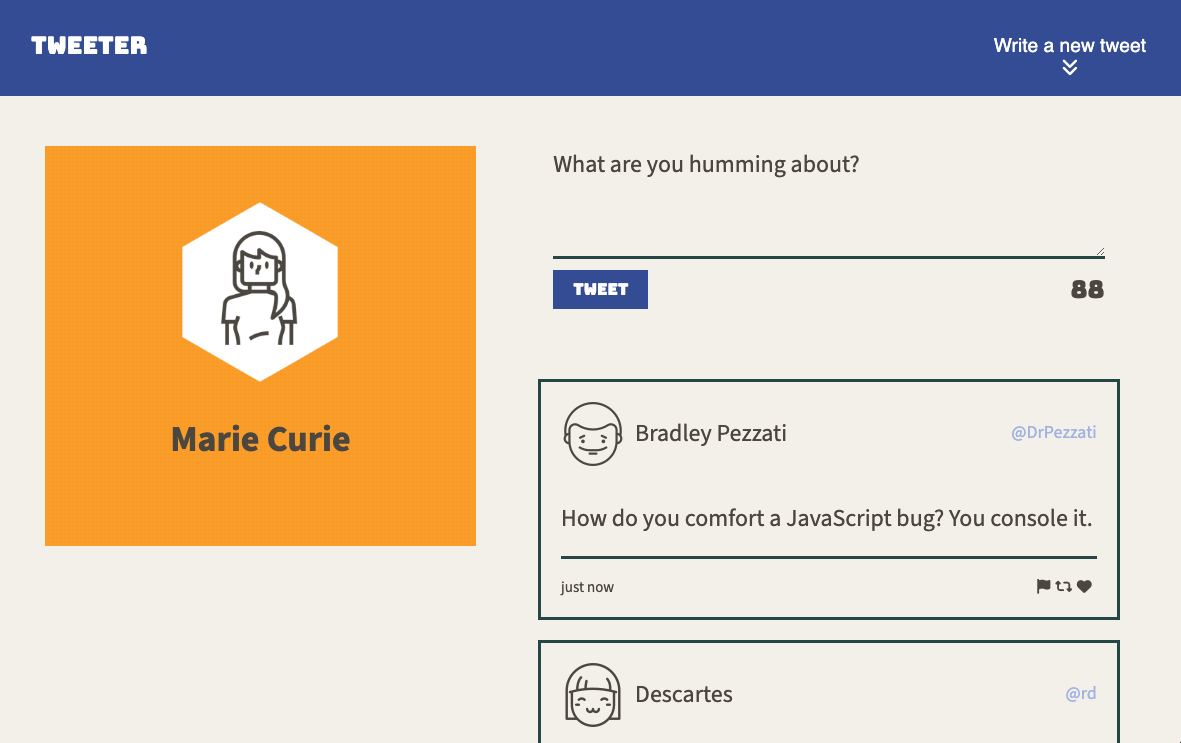 TWEETER
Write a new tweet
Marie Curie
What are you humming about?
TWEET
88
Bradley Pezzati
@DrPezzati
How do you comfort a JavaScript bug? You console it.
just now
Descartes
@rd